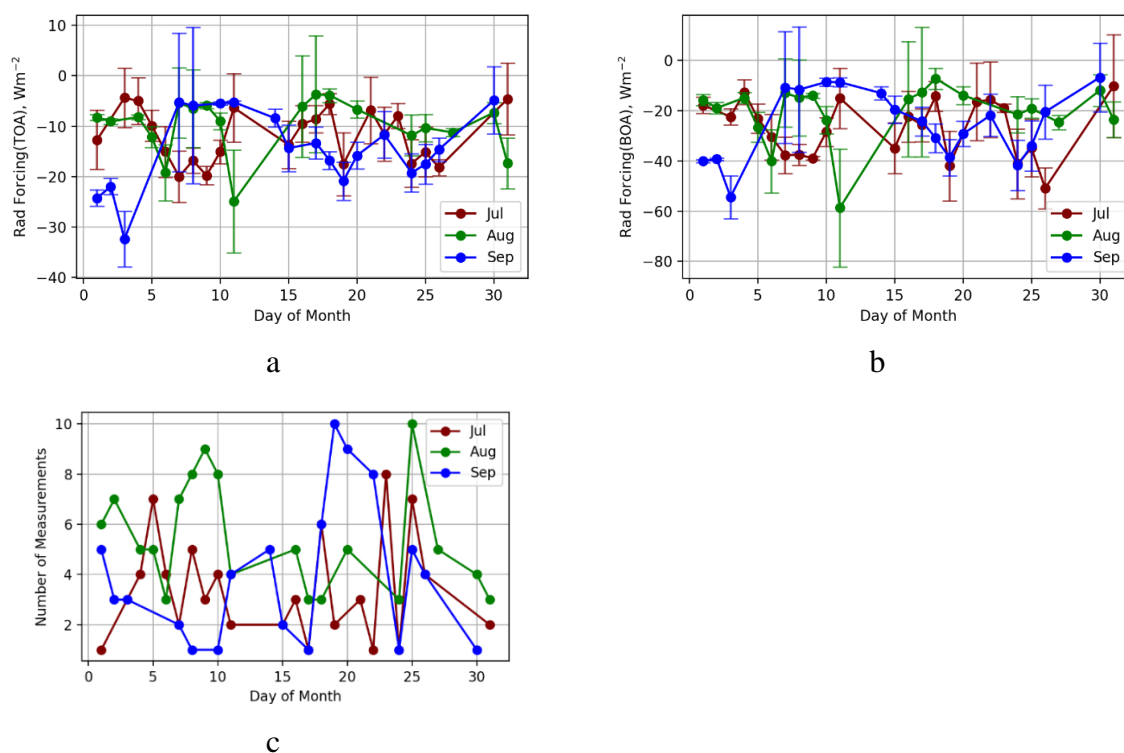 10
0
−10
−20
−30
−40
Rad Forcing(TOA), Wm⁻²
0 5 10 15 20 25 30
Day of Month
Jul
Aug
Sep
a
20
0
−20
−40
−60
−80
Rad Forcing(BOA), Wm⁻²
0 5 10 15 20 25 30
Day of Month
Jul
Aug
Sep
b
10
8
6
4
2
Number of Measurements
0 5 10 15 20 25 30
Day of Month
Jul
Aug
Sep
c